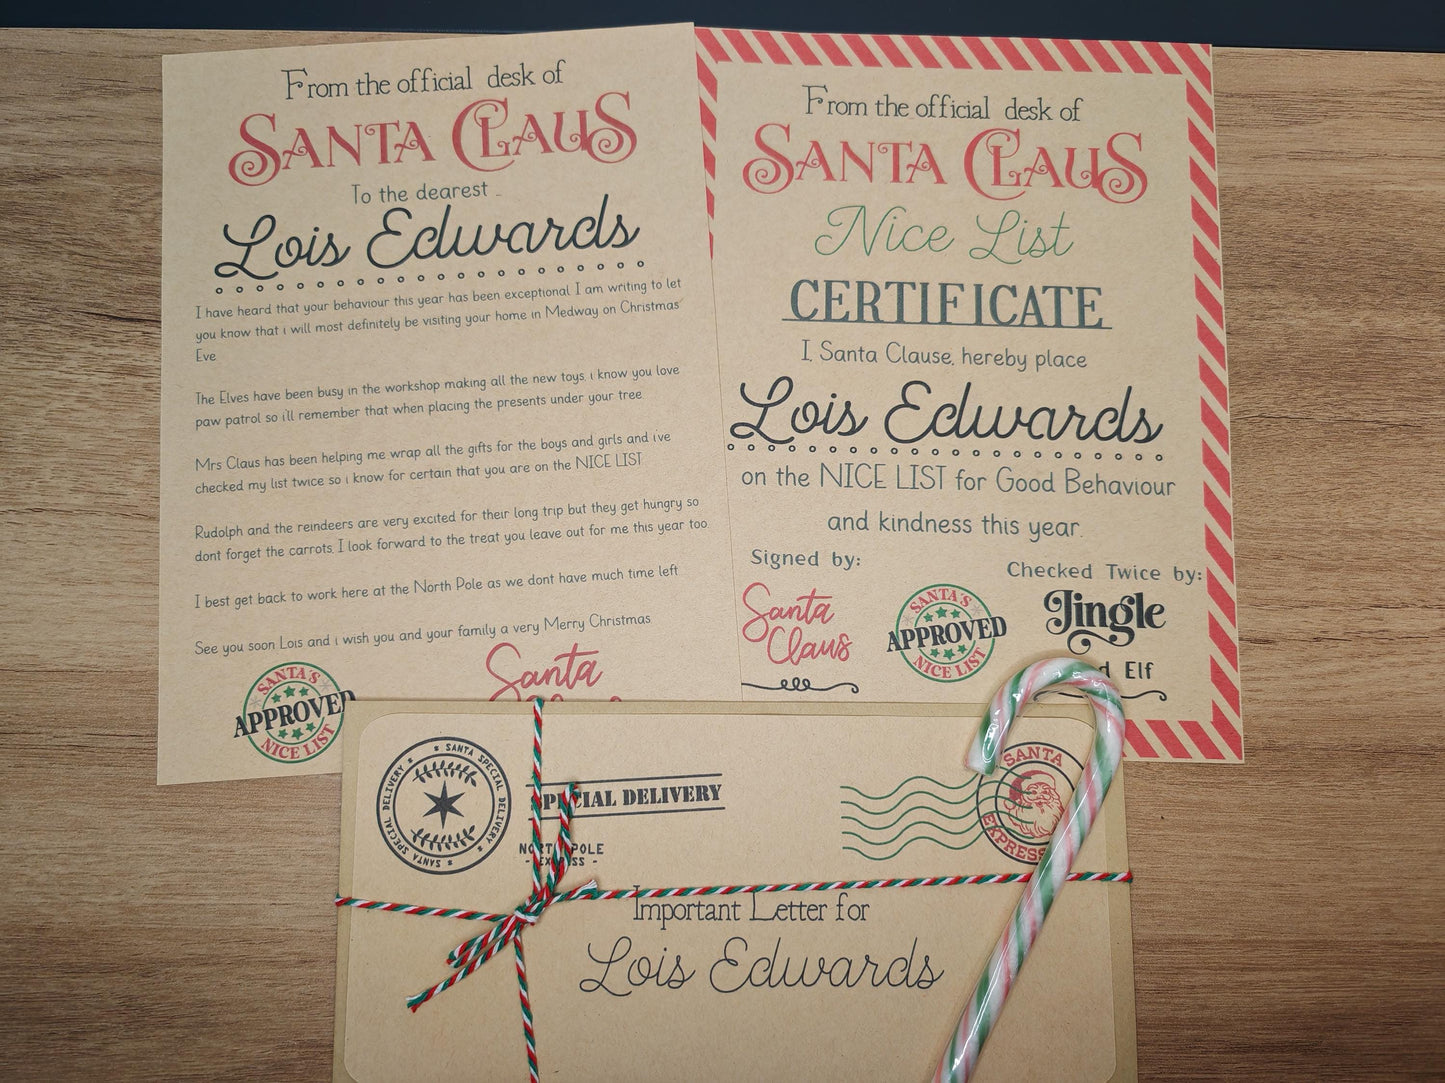 From the official desk of
SANTA CLAUS
To the dearest ..
Lois Edwards
I have heard that your behaviour this year has been exceptional I am writing to let
you know that i will most definitely be visiting your home in Medway on Christmas
Eve
The Elves have been busy in the workshop making all the new toys, i know you love
paw patrol so i'll remember that when placing the presents under your tree
Mrs Claus has been helping me wrap all the gifts for the boys and girls and i've
checked my list twice so i know for certain that you are on the NICE LIST
Rudolph and the reindeers are very excited for their long trip but they get hungry so
dont forget the carrots, I look forward to the treat you leave out for me this year too
I best get back to work here at the North Pole as we dont have much time left
See you soon Lois and i wish you and your family a very Merry Christmas
SANTA'S
APPROVED
NICE LIST
Santa
From the official desk of
SANTA CLAUS
Nice List
CERTIFICATE
I, Santa Clause, hereby place
Lois Edwards
on the NICE LIST for Good Behaviour
and kindness this year.
Signed by:
Santa
Claus
SANTA'S
APPROVED
NICE LIST
Checked Twice by:
Jingle
d Elf
SANTA SPECIAL DELIVERY
SANTA SPECIAL DELIVERY
SPECIAL DELIVERY
NORTH POLE
- EXPRESS -
SANTA
EXPRESS
Important Letter for
Lois Edwards